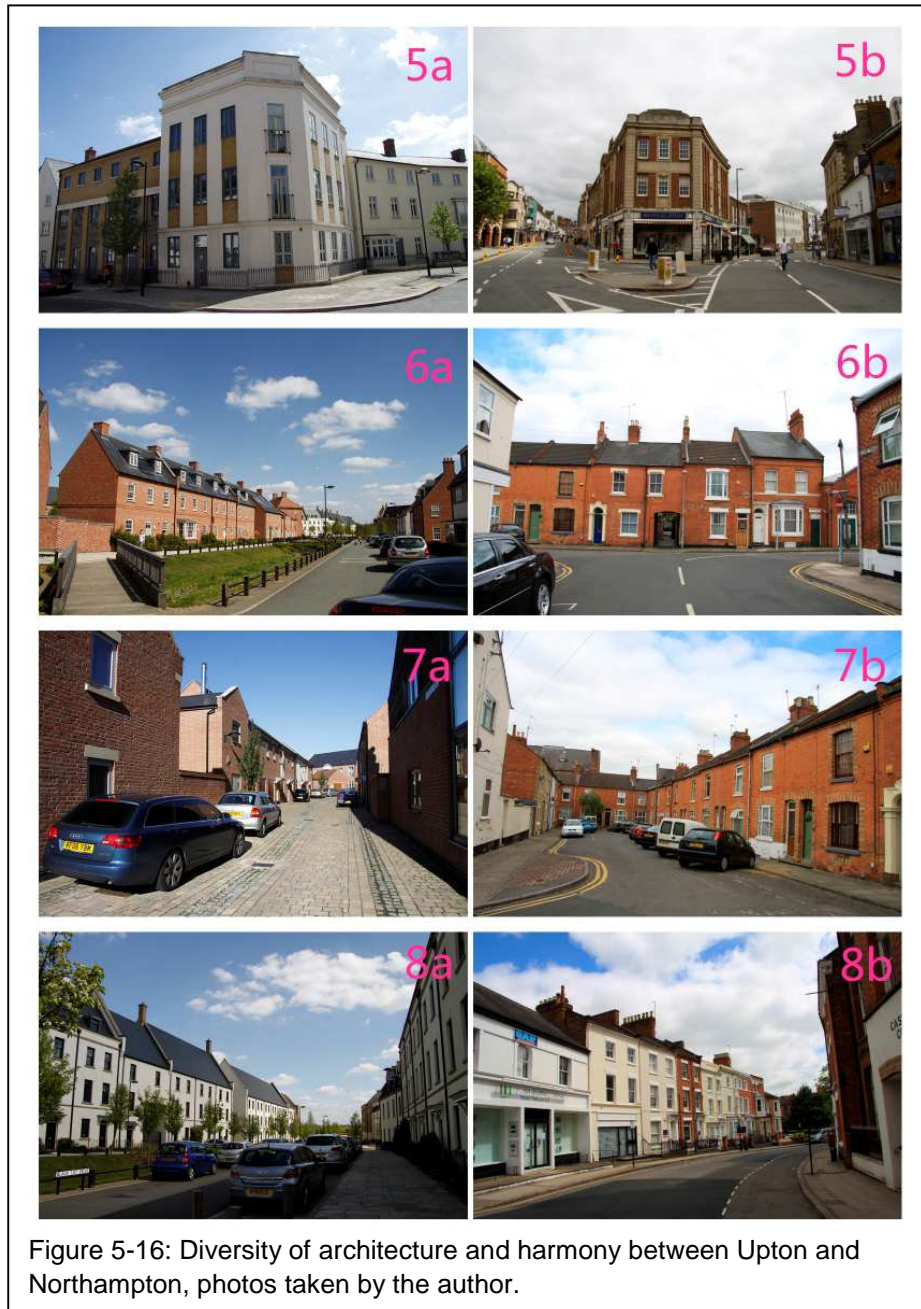 5a
5b
6a
6b
7a
7b
8a
8b
Figure 5-16: Diversity of architecture and harmony between Upton and
Northampton, photos taken by the author.